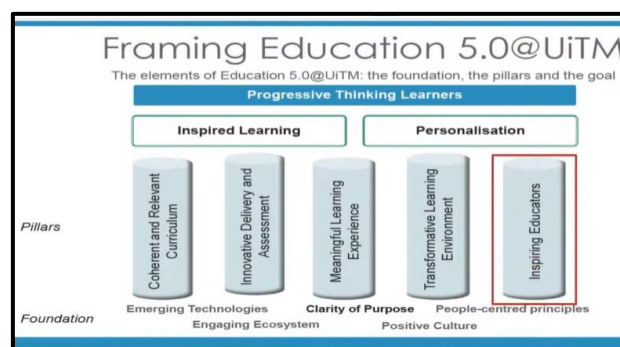 Framing Education 5.0@UiTM
The elements of Education 5.0@UiTM: the foundation, the pillars and the goal
Progressive Thinking Learners
Inspired Learning
Personalisation
Pillars
Coherent and Relevant
Curriculum
Innovative Delivery and
Assessment
Meaningful Learning
Experience
Transformative Learning
Environment
Inspiring Educators
Foundation
Emerging Technologies
Clarity of Purpose
People-centred principles
Engaging Ecosystem
Positive Culture